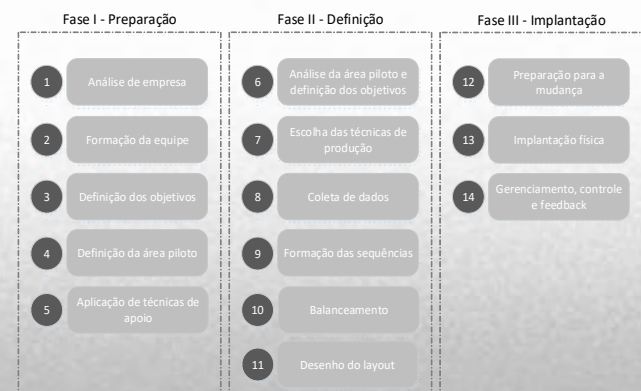 Fase I - Preparação
1
Análise de empresa
2
Formação da equipe
3
Definição dos objetivos
4
Definição da área piloto
5
Aplicação de técnicas de
apoio
Fase II - Definição
6
Análise da área piloto e
definição dos objetivos
7
Escolha das técnicas de
produção
8
Coleta de dados
9
Formação das sequências
10
Balanceamento
11
Desenho do layout
Fase III - Implantação
12
Preparação para a
mudança
13
Implantação física
14
Gerenciamento, controle
e feedback